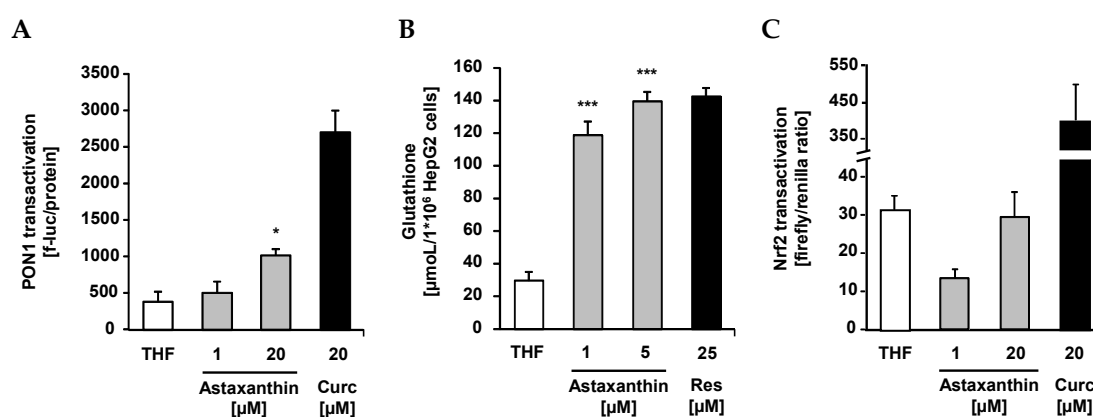 A
PON1 transactivation
[f-luc/protein]
3500
3000
2500
2000
1500
1000
500
0
*
THF 1 20 20
Astaxanthin Curc
[µM] [µM]
B
Glutathione
[µmoL/1*10⁶ HepG2 cells]
160
140
120
100
80
60
40
20
0
*** ***
THF 1 5 25
Astaxanthin Res
[µM] [µM]
C
Nrf2 transactivation
[firefly/renilla ratio]
550
450
350
40
30
20
10
0
THF 1 20 20
Astaxanthin Curc
[µM] [µM]